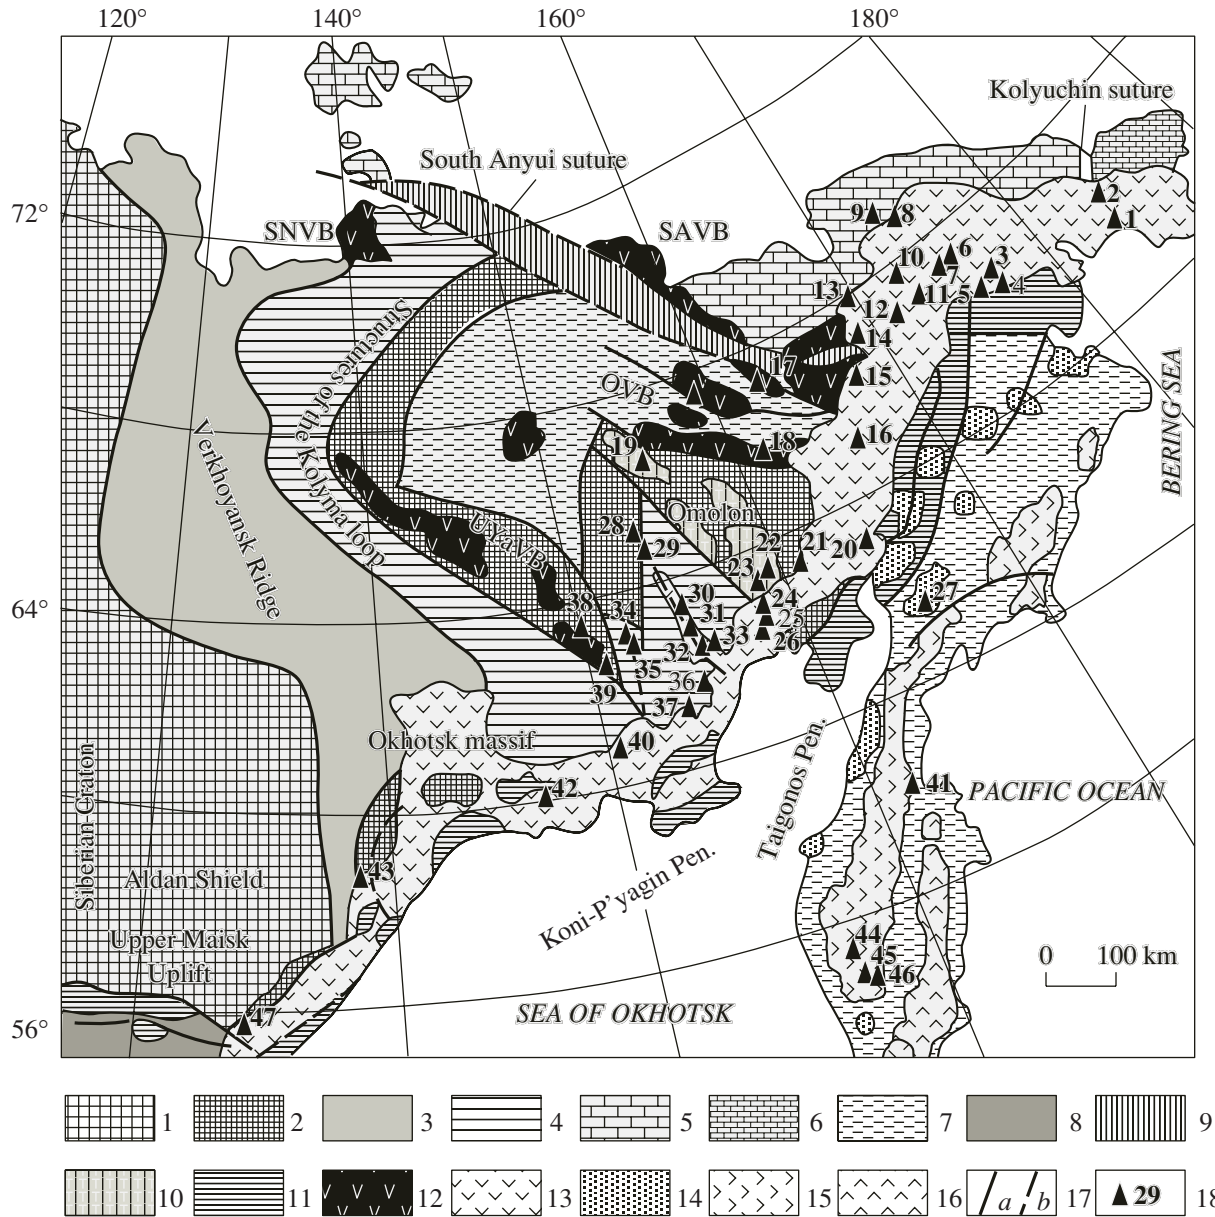 120° 140° 160° 180°
Kolyuchin suture
South Anyui suture
72°
SNVB
SAVB
9 8
2
1
10 6
7
3
4
5
11
13
12
14
15
16
17
OVB
18
19
Structures of the Kolyma loop
Verkhoyansk Ridge
BERING SEA
Omolon
UYaVB
28
29
22
23
21 20
24
25
26
27
30
31
32
33
34
35
36
37
38
39
64°
40
Okhotsk massif
42
41
PACIFIC OCEAN
Taigonos Pen.
Siberian Craton
Aldan Shield
43
Koni-P'yagin Pen.
Upper Maisk
Uplift
44
45
46
0 100 km
SEA OF OKHOTSK
47
56°
1 2 3 4 5 6 7 8 9
10 11 12 13 14 15 16 a b 17 29 18